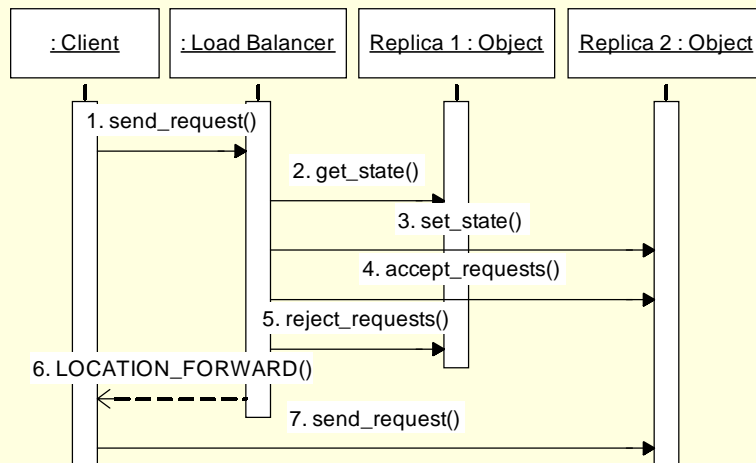 : Client
: Load Balancer
Replica 1 : Object
Replica 2 : Object
1. send_request()
2. get_state()
3. set_state()
4. accept_requests()
5. reject_requests()
6. LOCATION_FORWARD()
7. send_request()